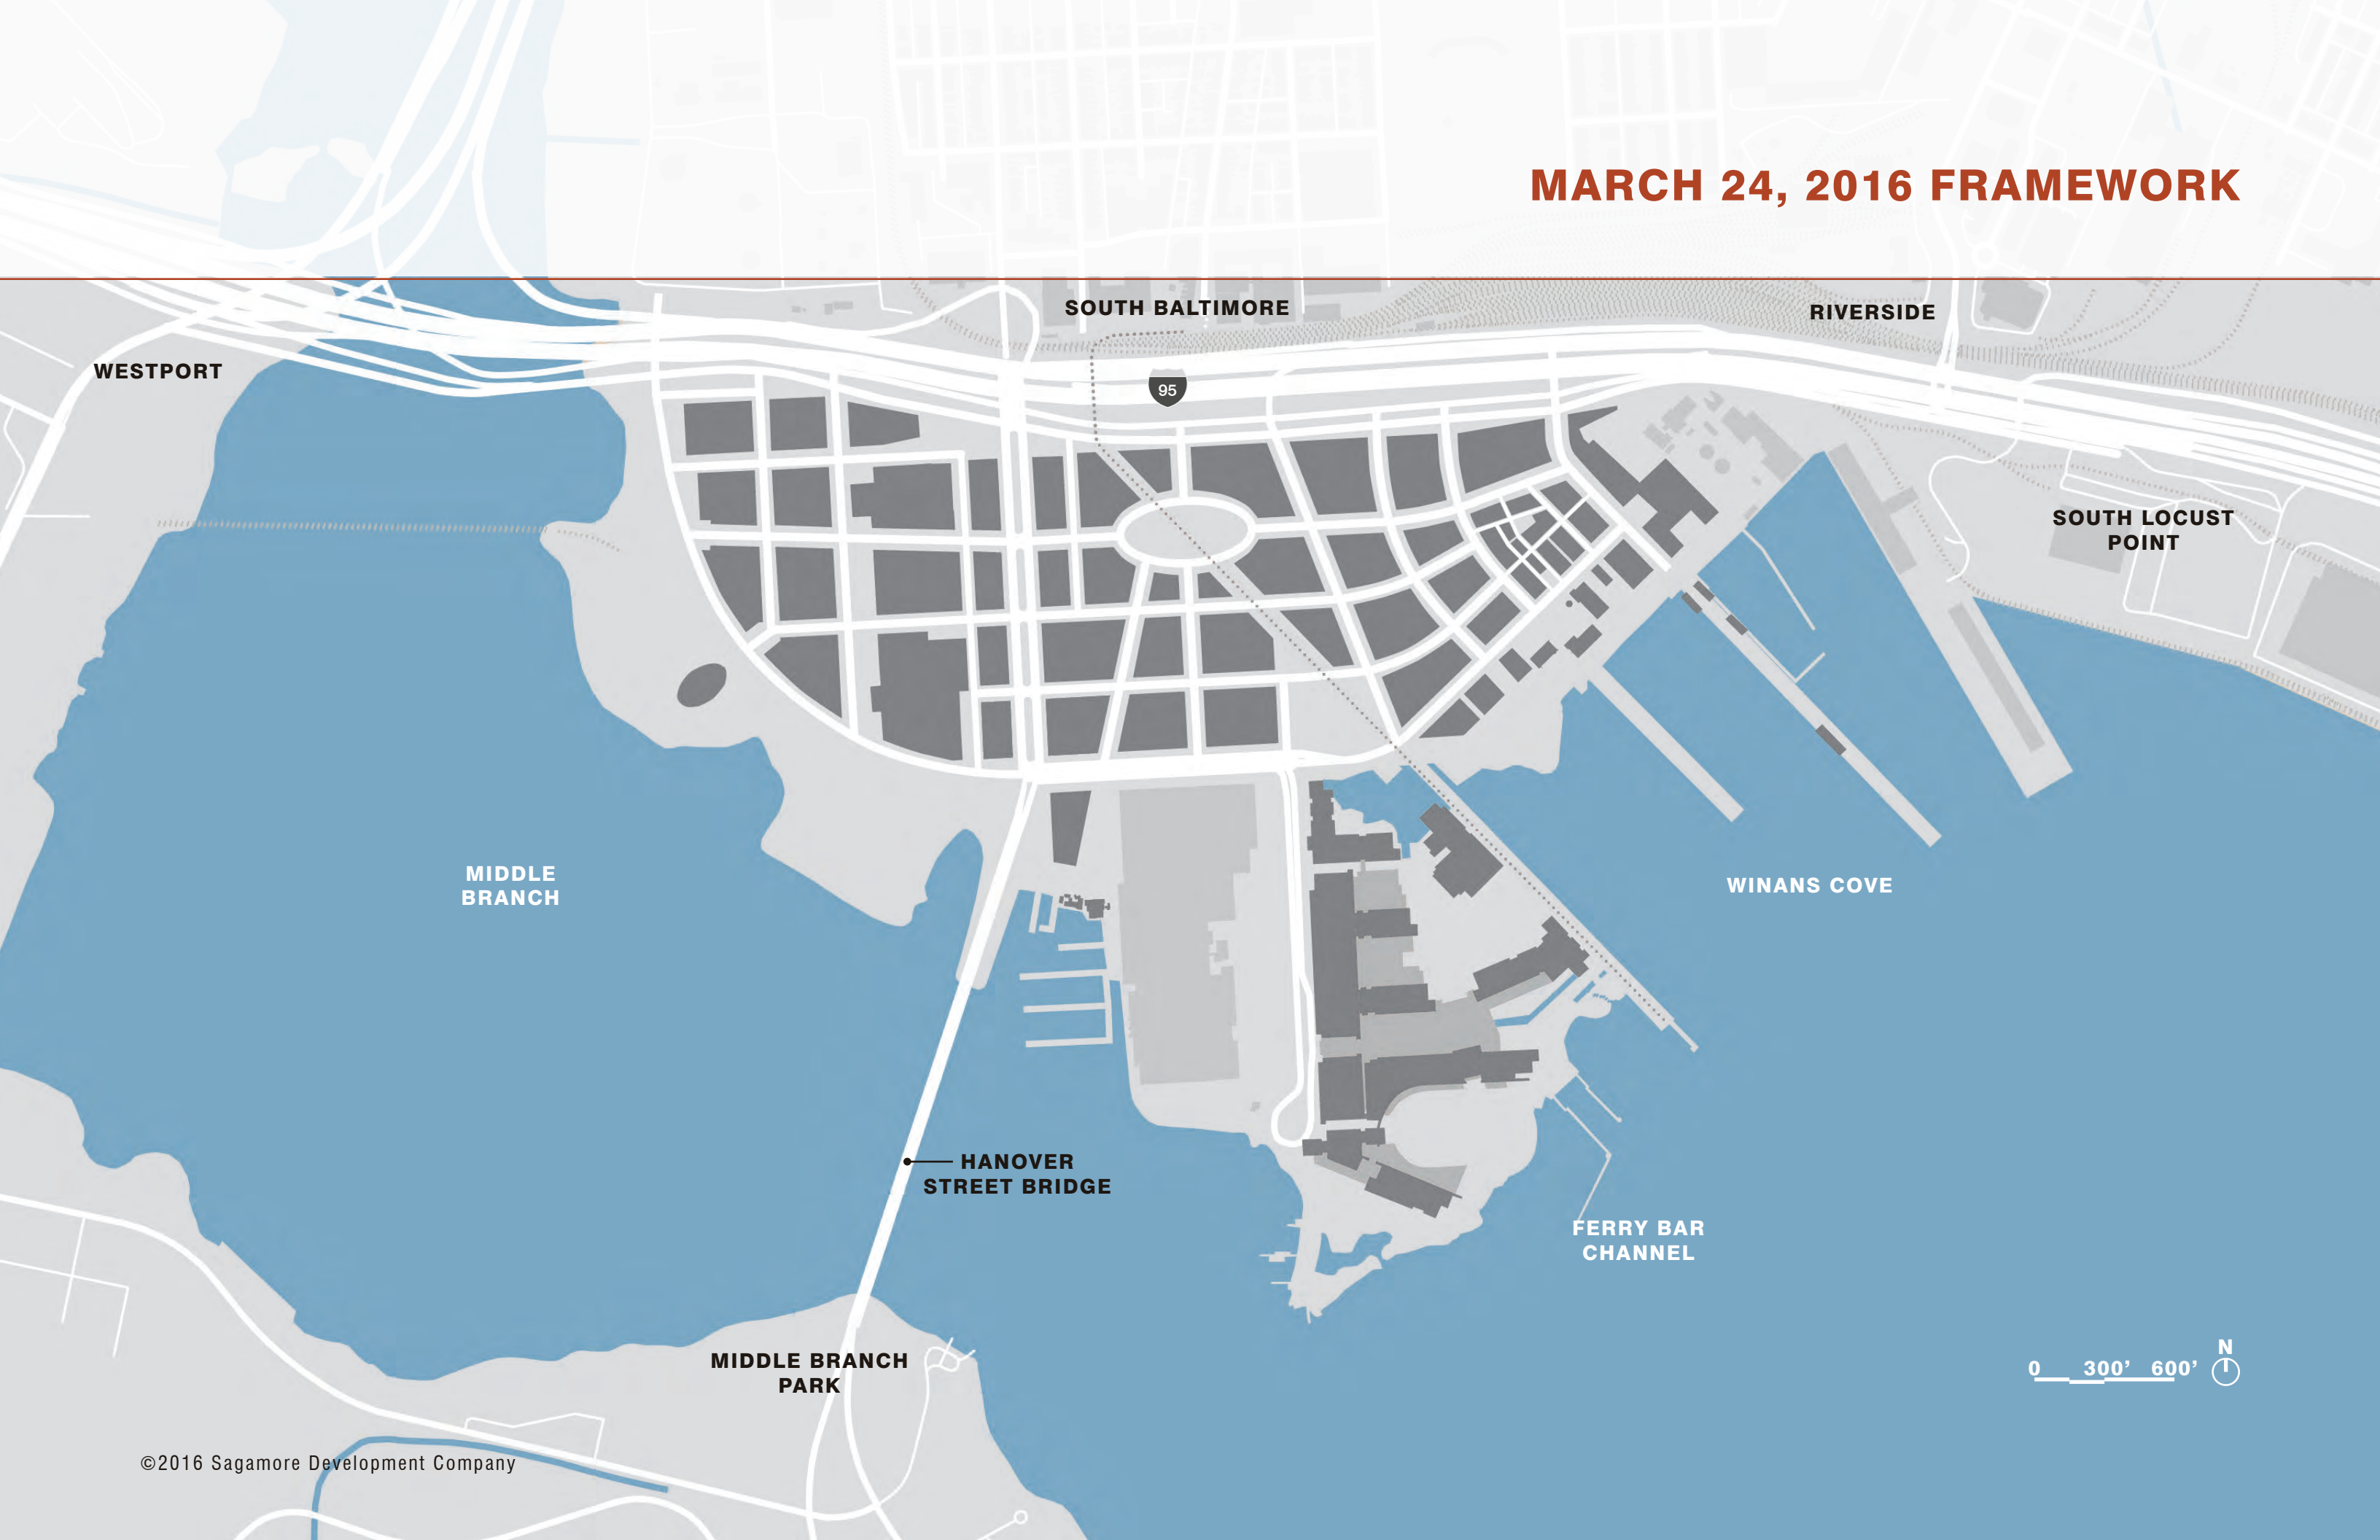 MARCH 24, 2016 FRAMEWORK
SOUTH BALTIMORE
RIVERSIDE
WESTPORT
95
SOUTH LOCUST
POINT
MIDDLE
BRANCH
WINANS COVE
HANOVER
STREET BRIDGE
FERRY BAR
CHANNEL
MIDDLE BRANCH
PARK
N
0 300’ 600’
©2016 Sagamore Development Company